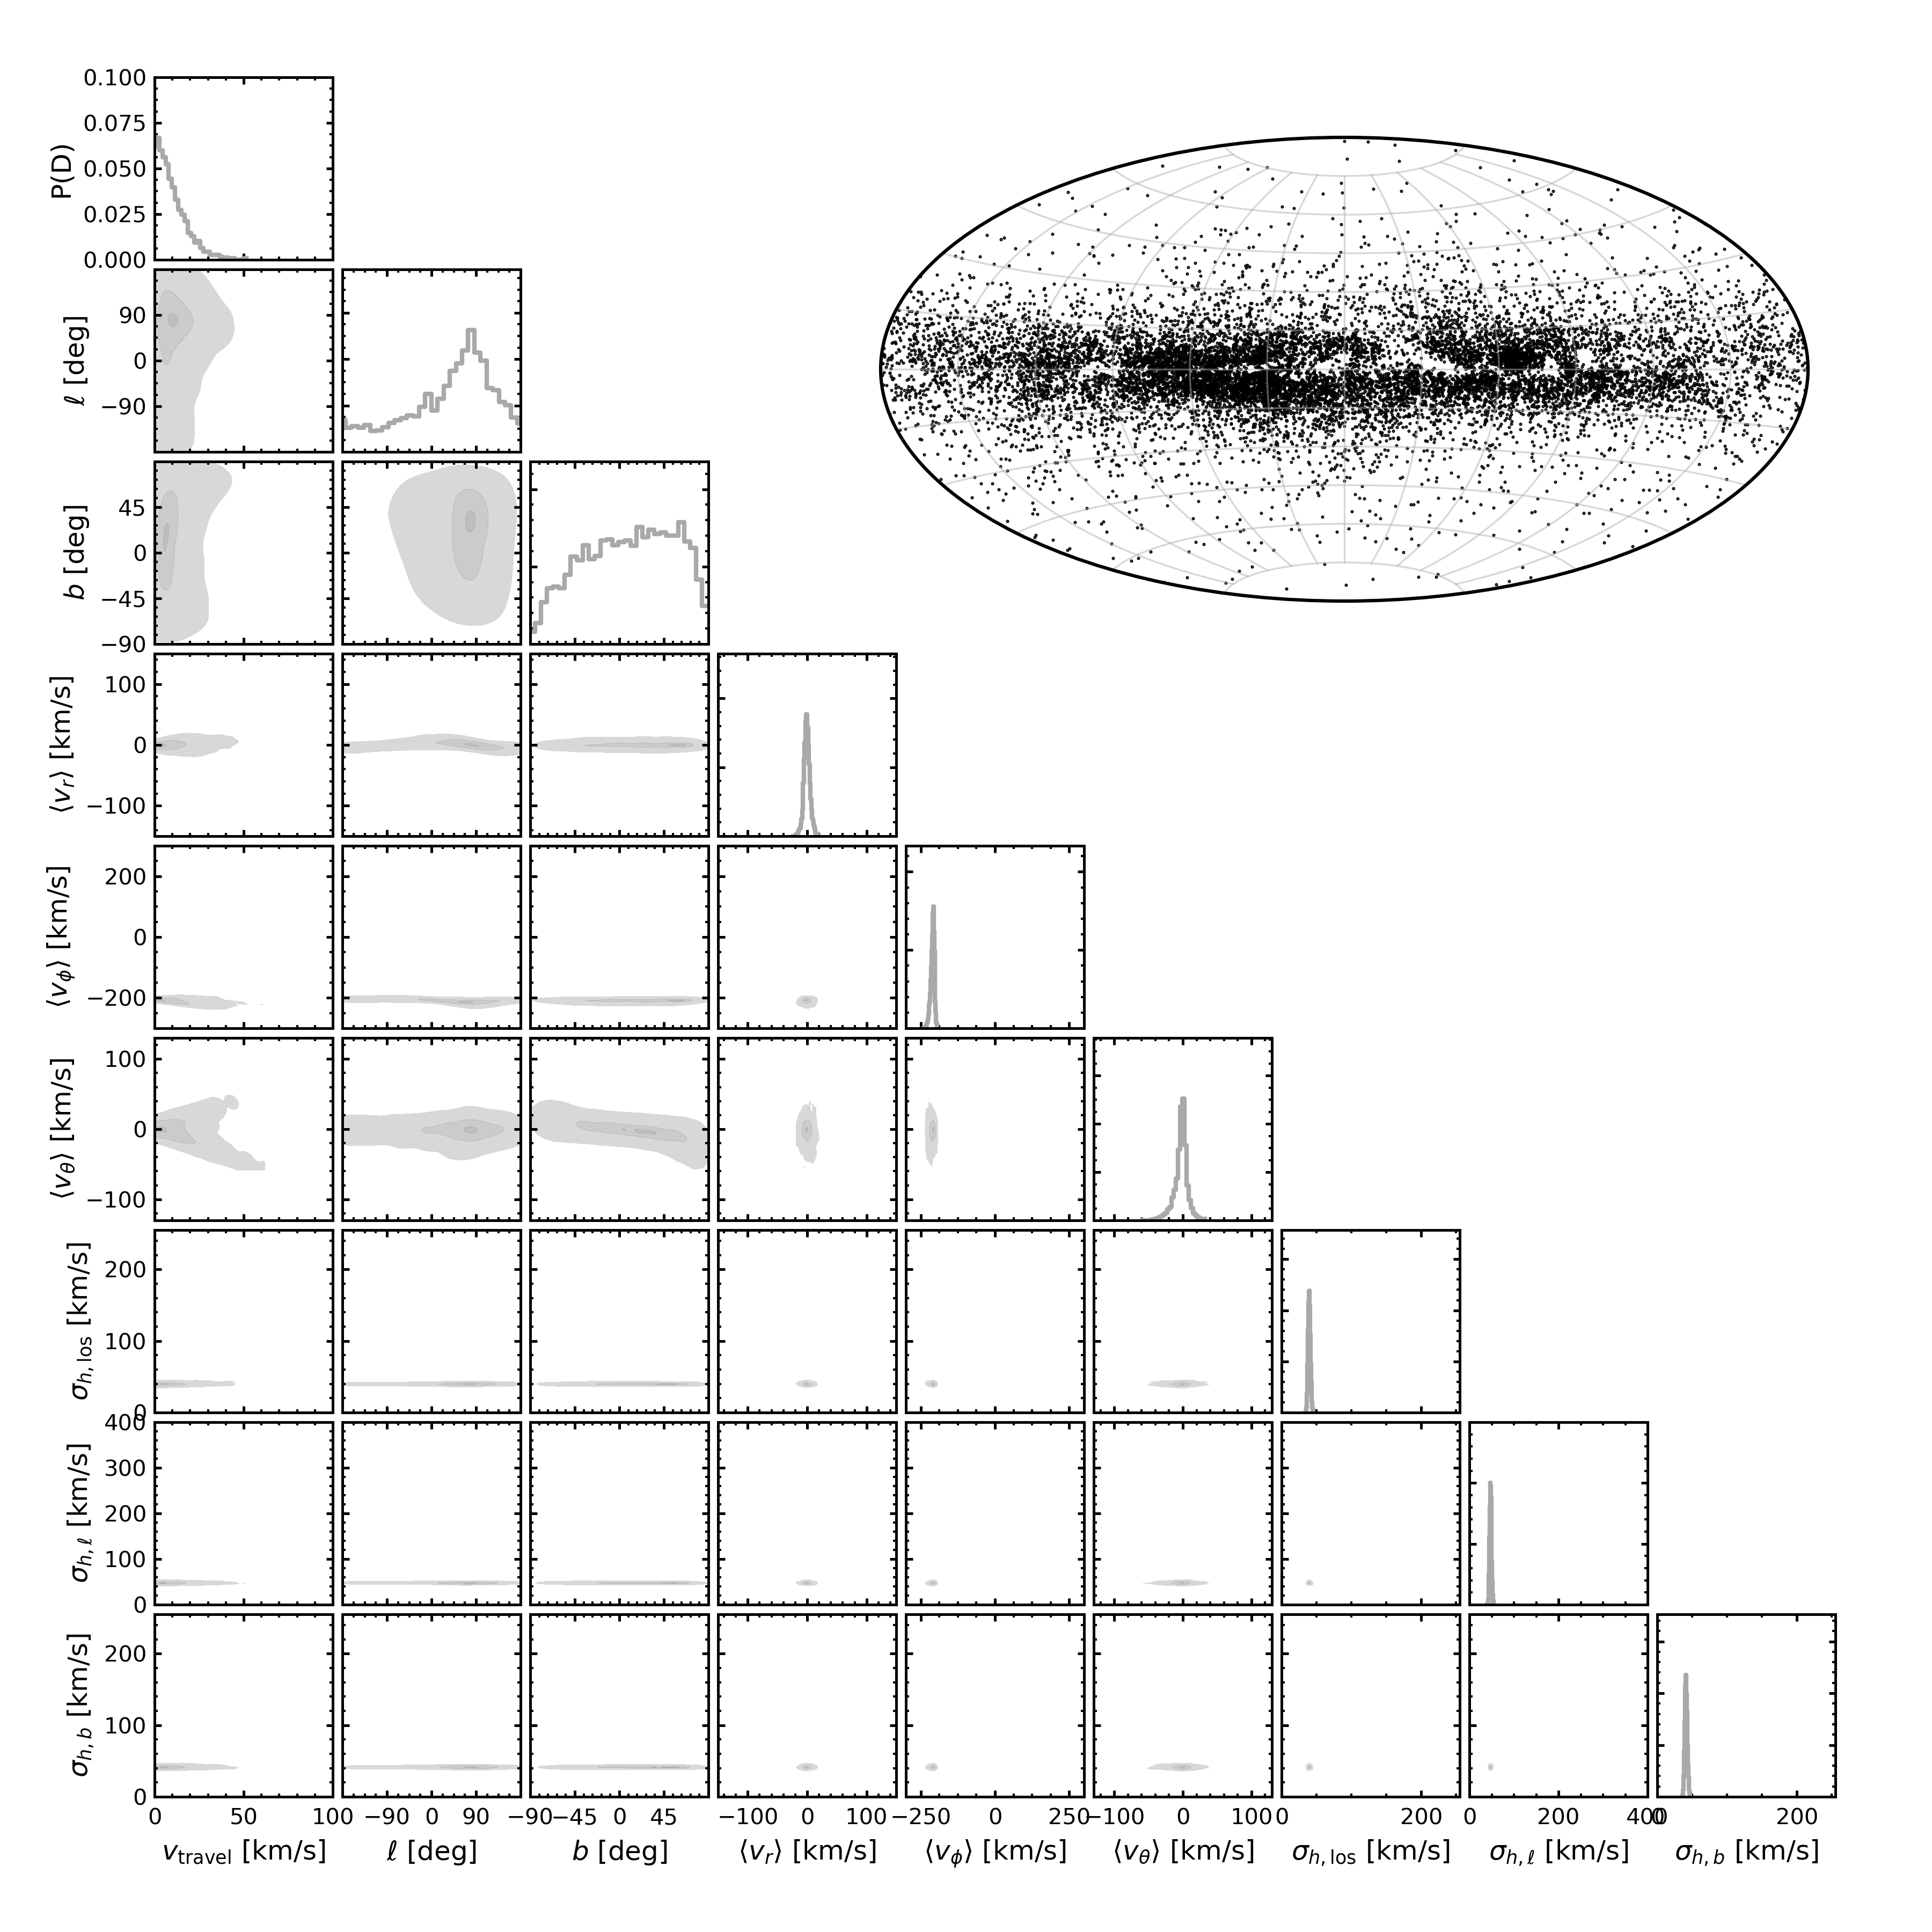 0.100
0.075
0.050
0.025
0.000
P(D)
90
0
−90
ℓ [deg]
45
0
−45
−90
b [deg]
100
0
−100
⟨v_r⟩ [km/s]
200
0
−200
⟨v_ϕ⟩ [km/s]
100
0
−100
⟨v_θ⟩ [km/s]
200
100
0
σ_h,los [km/s]
400
300
200
100
0
σ_h,ℓ [km/s]
200
100
0
σ_h,b [km/s]
0 50 100 −90 0 90 −90 −45 0 45 −100 0 100 −250 0 250 −100 0 100 0 200 0 200 400 0 200
v_travel [km/s] ℓ [deg] b [deg] ⟨v_r⟩ [km/s] ⟨v_ϕ⟩ [km/s] ⟨v_θ⟩ [km/s] σ_h,los [km/s] σ_h,ℓ [km/s] σ_h,b [km/s]